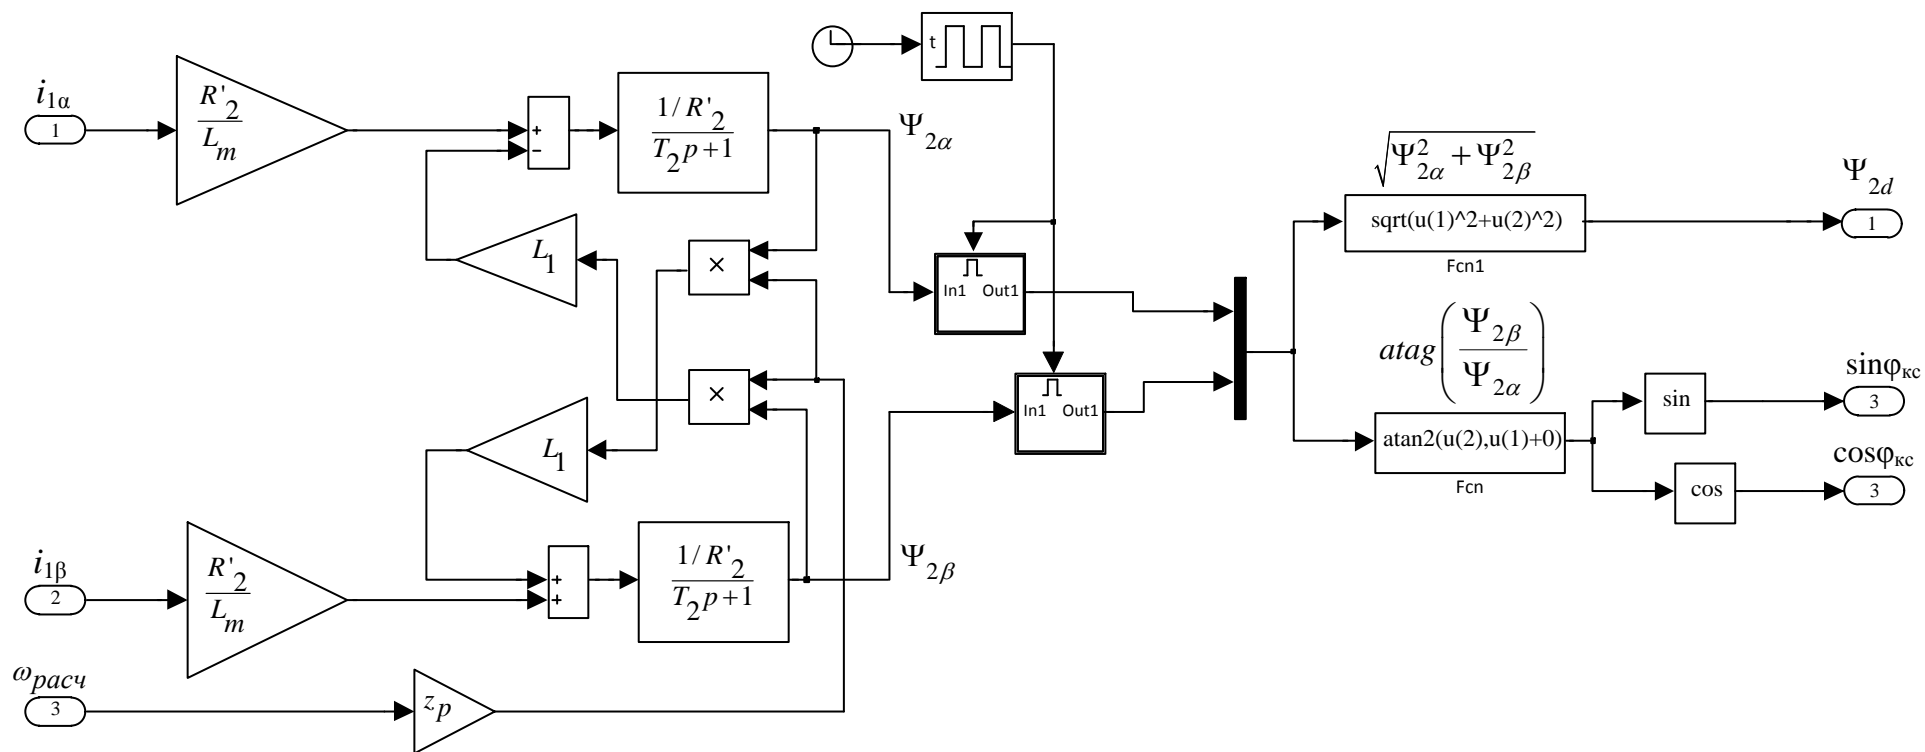 i1α
1
R'2
Lm
+
−
1/R'2
T2p+1
Ψ2α
t
L1
×
In1 Out1
√Ψ2α² + Ψ2β²
sqrt(u(1)^2+u(2)^2)
Fcn1
Ψ2d
1
×
L1
In1 Out1
atag(Ψ2β
Ψ2α)
atan2(u(2),u(1)+0)
Fcn
sin
sinφкс
3
cos
cosφкс
3
i1β
2
R'2
Lm
+
+
1/R'2
T2p+1
Ψ2β
ωрасч
3
zp